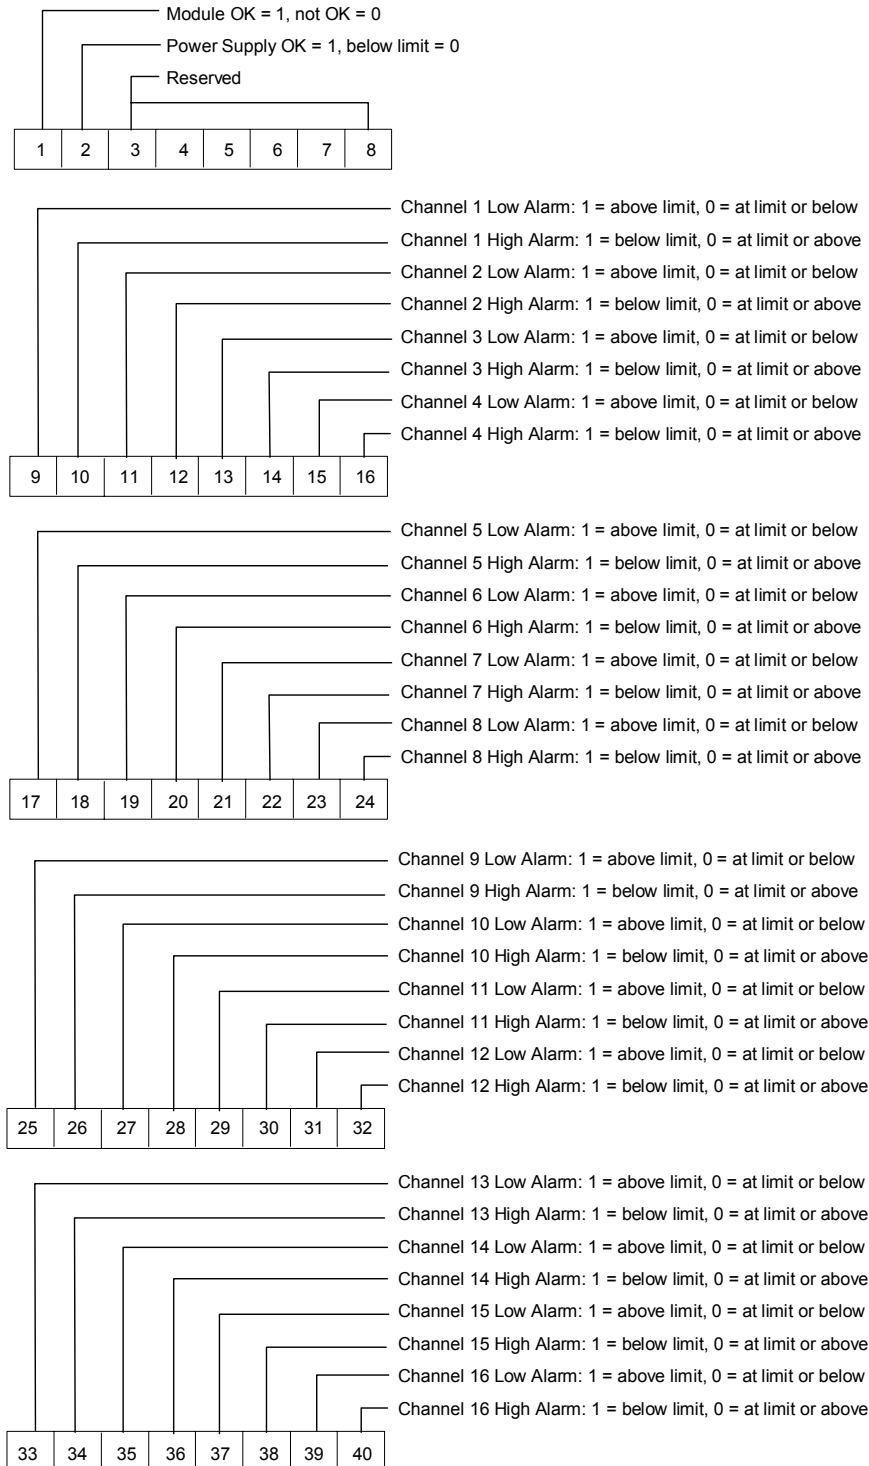 Module OK = 1, not OK = 0
Power Supply OK = 1, below limit = 0
Reserved
1 2 3 4 5 6 7 8
Channel 1 Low Alarm: 1 = above limit, 0 = at limit or below
Channel 1 High Alarm: 1 = below limit, 0 = at limit or above
Channel 2 Low Alarm: 1 = above limit, 0 = at limit or below
Channel 2 High Alarm: 1 = below limit, 0 = at limit or above
Channel 3 Low Alarm: 1 = above limit, 0 = at limit or below
Channel 3 High Alarm: 1 = below limit, 0 = at limit or above
Channel 4 Low Alarm: 1 = above limit, 0 = at limit or below
Channel 4 High Alarm: 1 = below limit, 0 = at limit or above
9 10 11 12 13 14 15 16
Channel 5 Low Alarm: 1 = above limit, 0 = at limit or below
Channel 5 High Alarm: 1 = below limit, 0 = at limit or above
Channel 6 Low Alarm: 1 = above limit, 0 = at limit or below
Channel 6 High Alarm: 1 = below limit, 0 = at limit or above
Channel 7 Low Alarm: 1 = above limit, 0 = at limit or below
Channel 7 High Alarm: 1 = below limit, 0 = at limit or above
Channel 8 Low Alarm: 1 = above limit, 0 = at limit or below
Channel 8 High Alarm: 1 = below limit, 0 = at limit or above
17 18 19 20 21 22 23 24
Channel 9 Low Alarm: 1 = above limit, 0 = at limit or below
Channel 9 High Alarm: 1 = below limit, 0 = at limit or above
Channel 10 Low Alarm: 1 = above limit, 0 = at limit or below
Channel 10 High Alarm: 1 = below limit, 0 = at limit or above
Channel 11 Low Alarm: 1 = above limit, 0 = at limit or below
Channel 11 High Alarm: 1 = below limit, 0 = at limit or above
Channel 12 Low Alarm: 1 = above limit, 0 = at limit or below
Channel 12 High Alarm: 1 = below limit, 0 = at limit or above
25 26 27 28 29 30 31 32
Channel 13 Low Alarm: 1 = above limit, 0 = at limit or below
Channel 13 High Alarm: 1 = below limit, 0 = at limit or above
Channel 14 Low Alarm: 1 = above limit, 0 = at limit or below
Channel 14 High Alarm: 1 = below limit, 0 = at limit or above
Channel 15 Low Alarm: 1 = above limit, 0 = at limit or below
Channel 15 High Alarm: 1 = below limit, 0 = at limit or above
Channel 16 Low Alarm: 1 = above limit, 0 = at limit or below
Channel 16 High Alarm: 1 = below limit, 0 = at limit or above
33 34 35 36 37 38 39 40